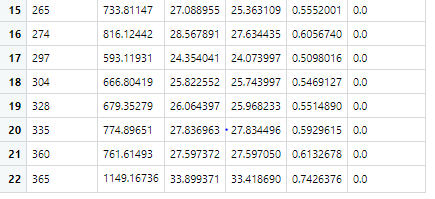 15 265 733.81147 27.088955 25.363109 0.5552001 0.0
16 274 816.12442 28.567891 27.634435 0.6056740 0.0
17 297 593.11931 24.354041 24.073997 0.5098016 0.0
18 304 666.80419 25.822552 25.743997 0.5469127 0.0
19 328 679.35279 26.064397 25.968233 0.5514890 0.0
20 335 774.89651 27.836963 27.834496 0.5929615 0.0
21 360 761.61493 27.597372 27.597050 0.6132678 0.0
22 365 1149.16736 33.899371 33.418690 0.7426376 0.0